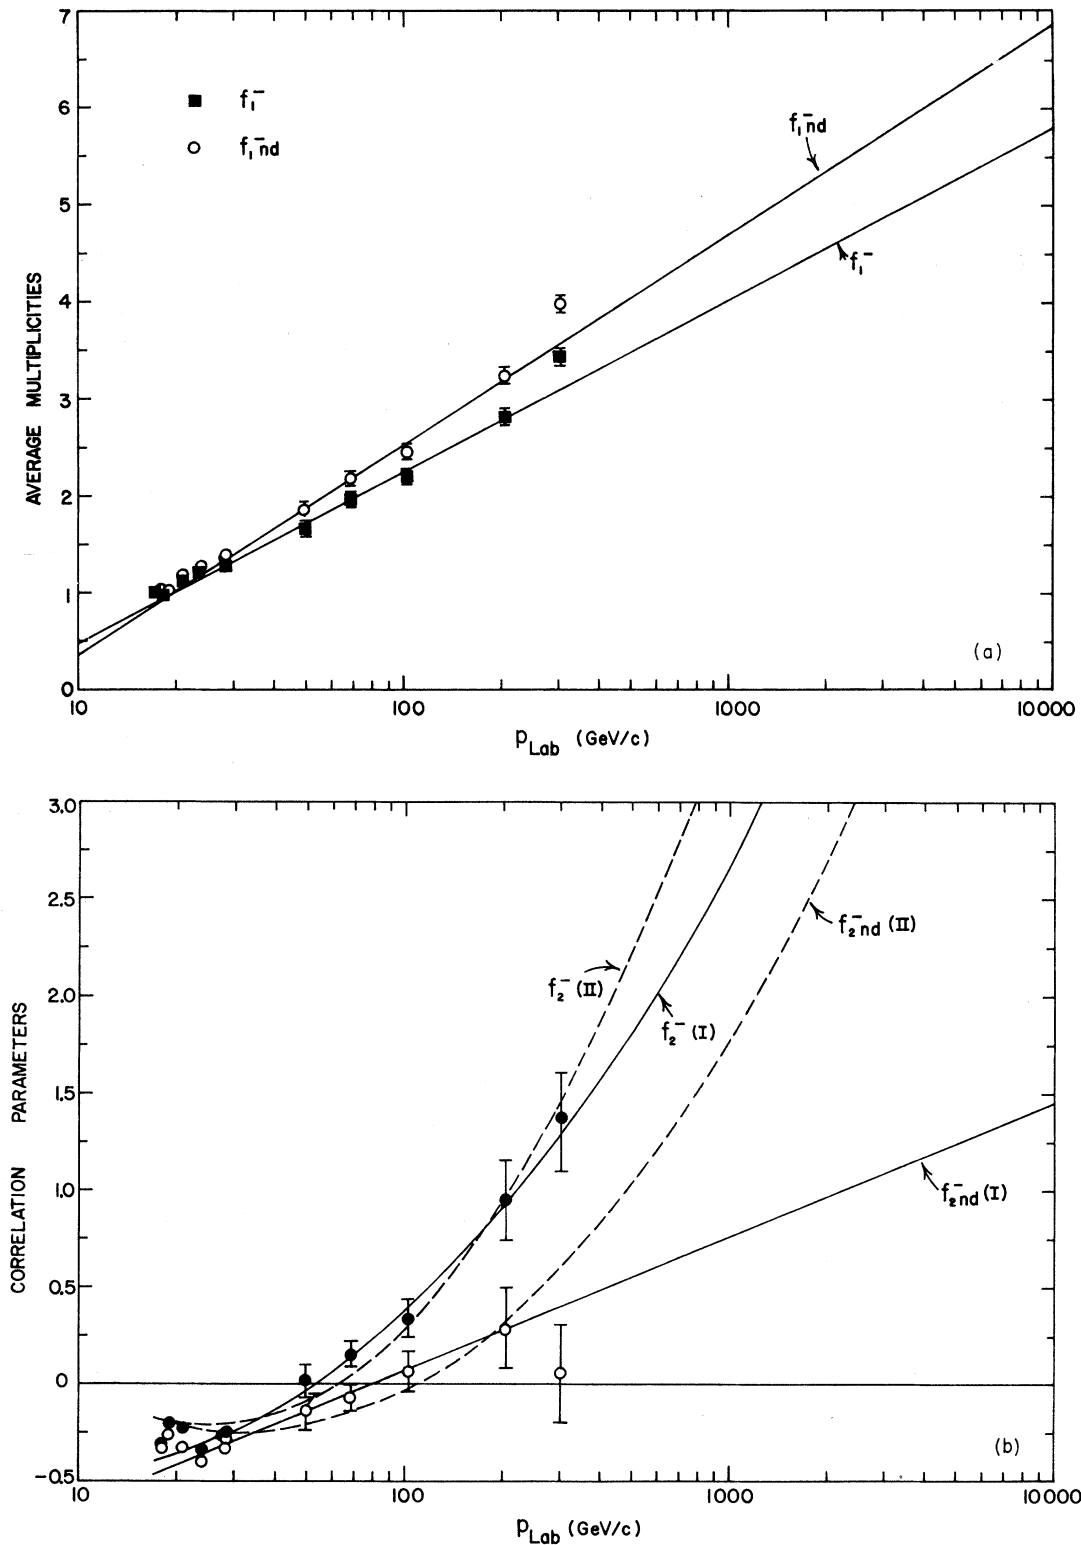 7
6
5
4
3
2
1
0
AVERAGE MULTIPLICITIES
f₁⁻
f₁⁻nd
f₁⁻nd
f₁⁻
(a)
10
100
1000
10000
pLab (GeV/c)
3.0
2.5
2.0
1.5
1.0
0.5
0
-0.5
CORRELATION PARAMETERS
f₂⁻nd (II)
f₂⁻ (II)
f₂⁻ (I)
f₂⁻nd (I)
(b)
10
100
1000
10000
pLab (GeV/c)